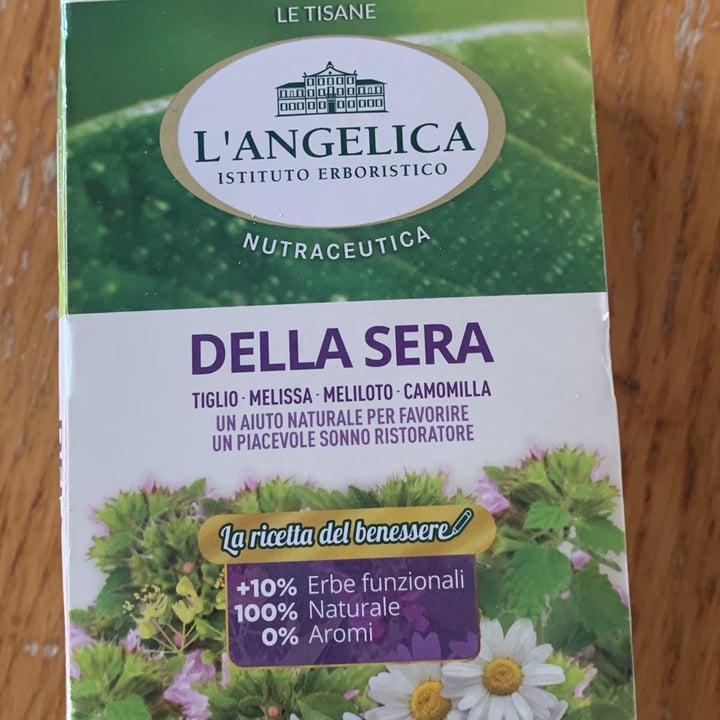 LE TISANE
L'ANGELICA
ISTITUTO ERBORISTICO
NUTRACEUTICA
DELLA SERA
TIGLIO · MELISSA · MELILOTO · CAMOMILLA
UN AIUTO NATURALE PER FAVORIRE
UN PIACEVOLE SONNO RISTORATORE
La ricetta del benessere
+10% Erbe funzionali
100% Naturale
0% Aromi